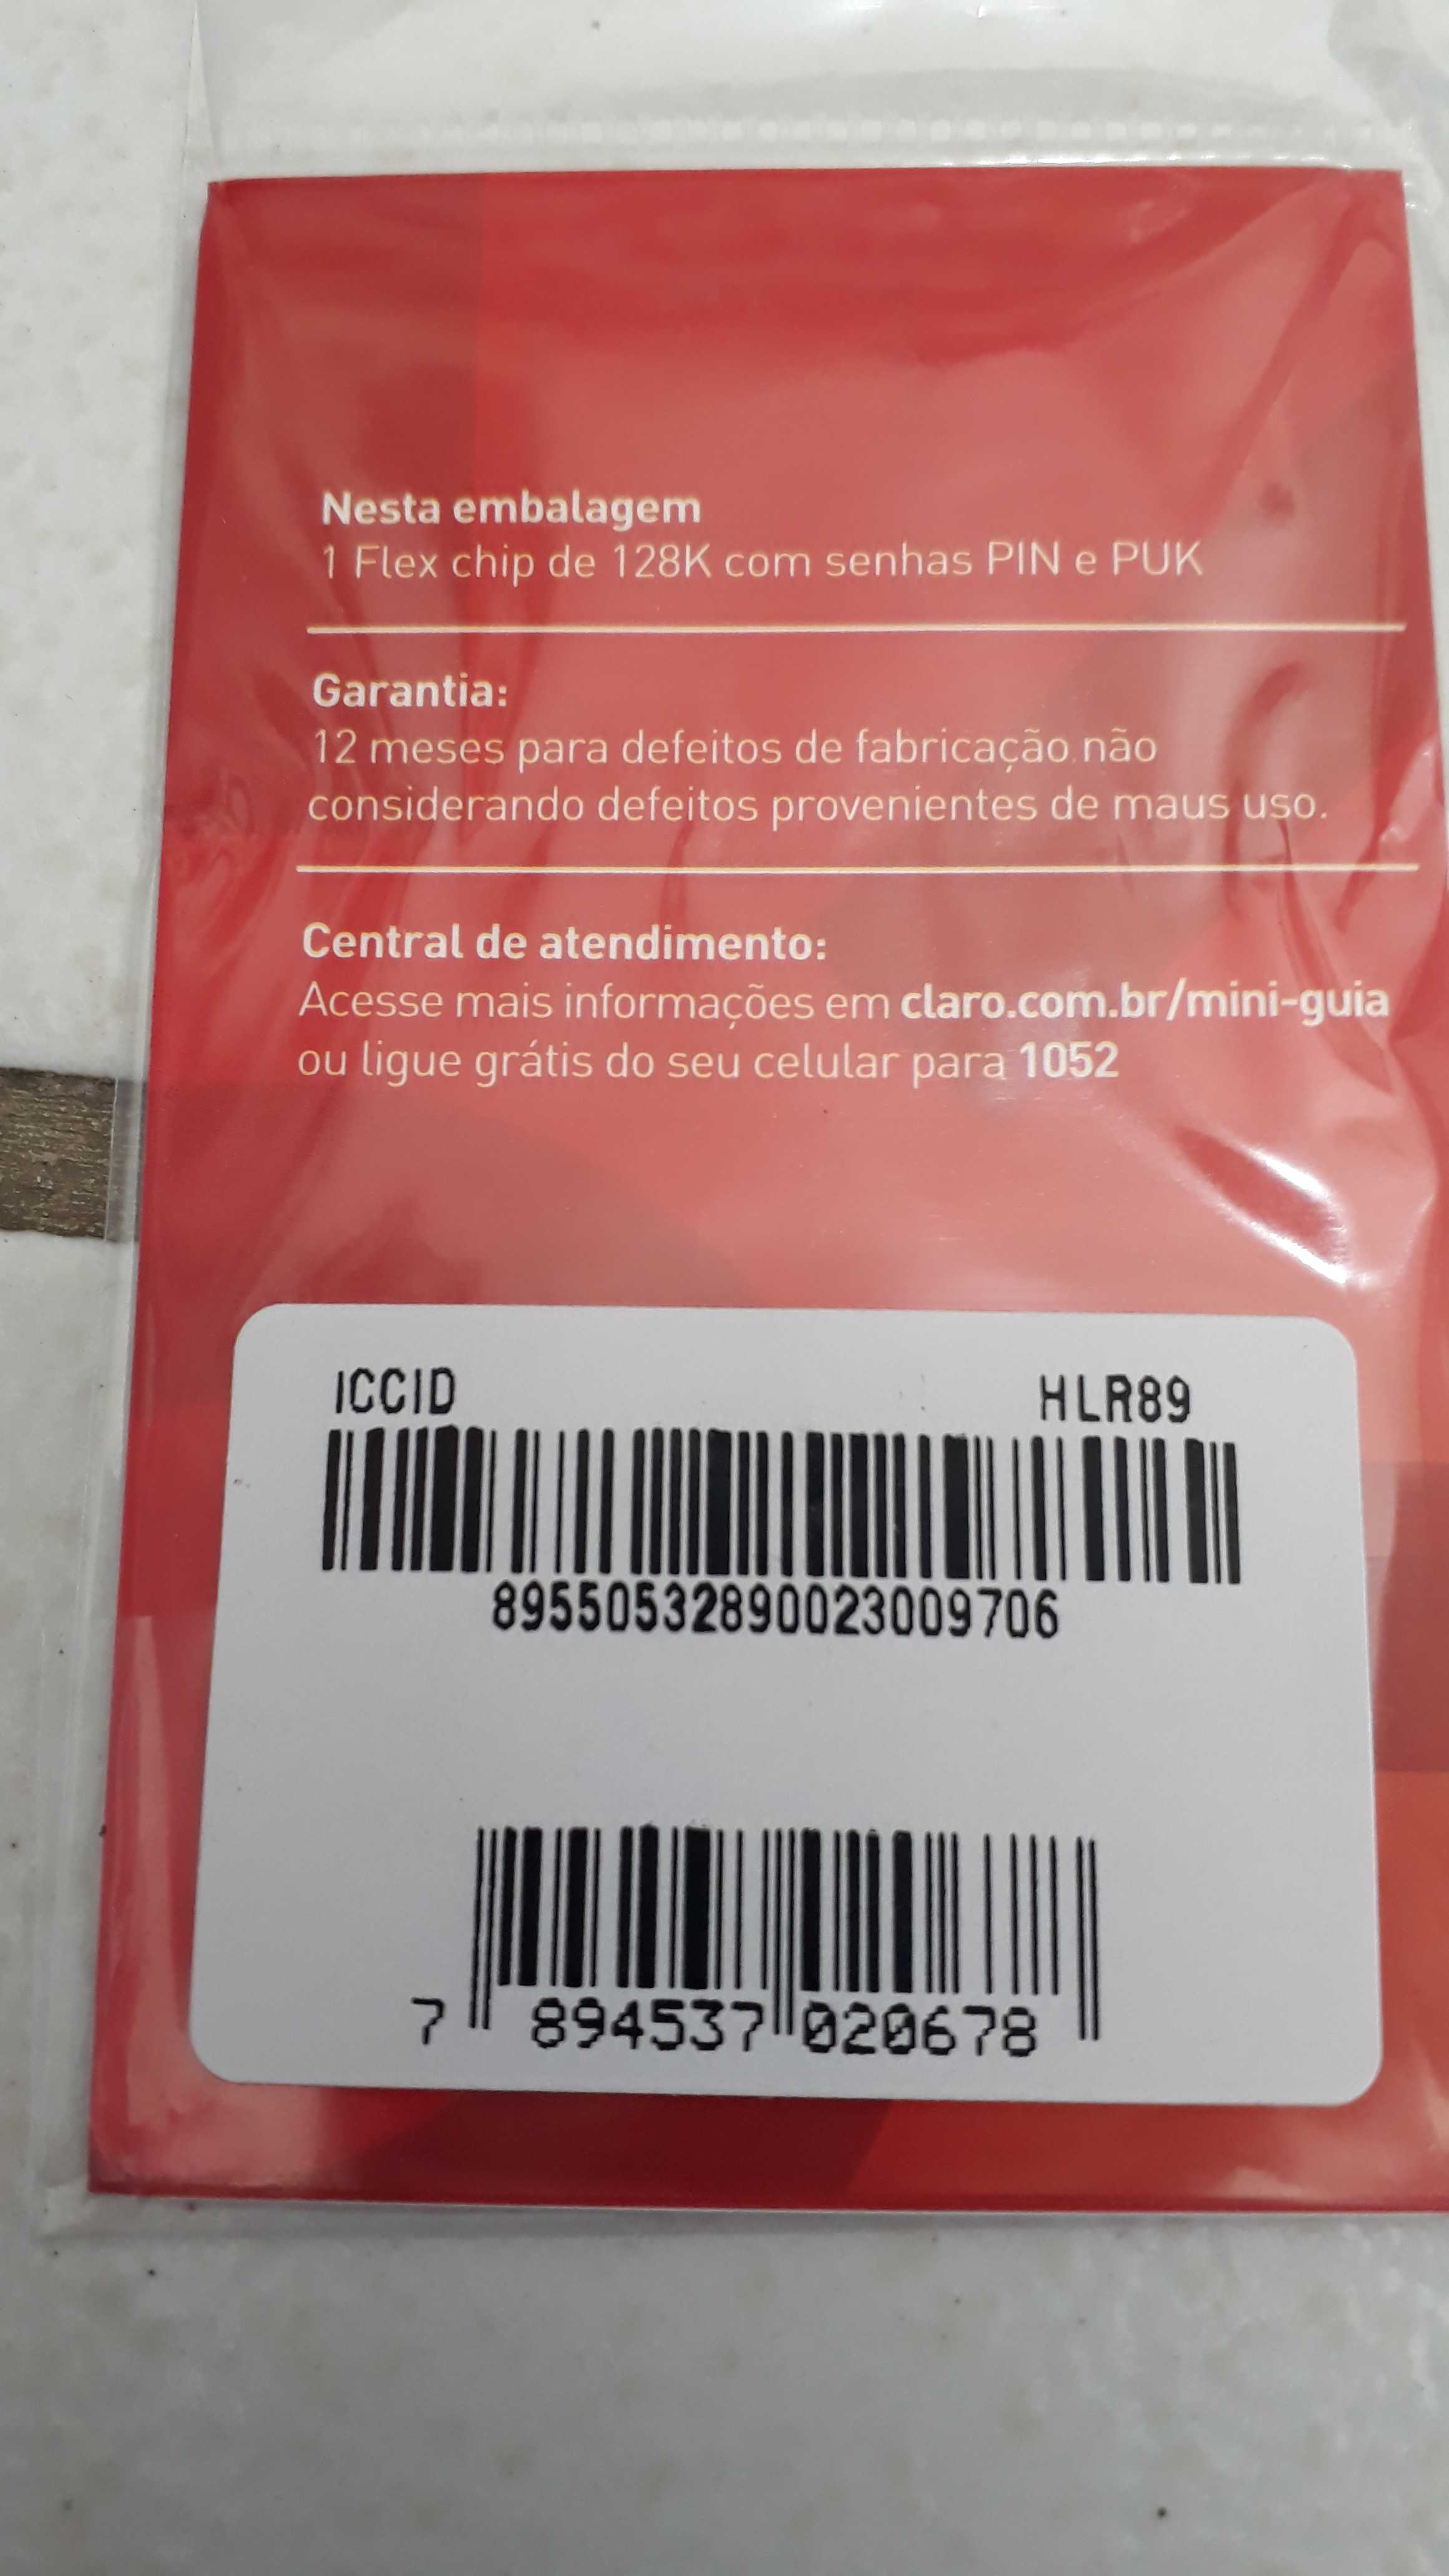 Nesta embalagem
1 Flex chip de 128K com senhas PIN e PUK
Garantia:
12 meses para defeitos de fabricação, não
considerando defeitos provenientes de maus uso.
Central de atendimento:
Acesse mais informações em claro.com.br/mini-guia
ou ligue grátis do seu celular para 1052
ICCID HLR89
89550532890023009706
7 894537 020678